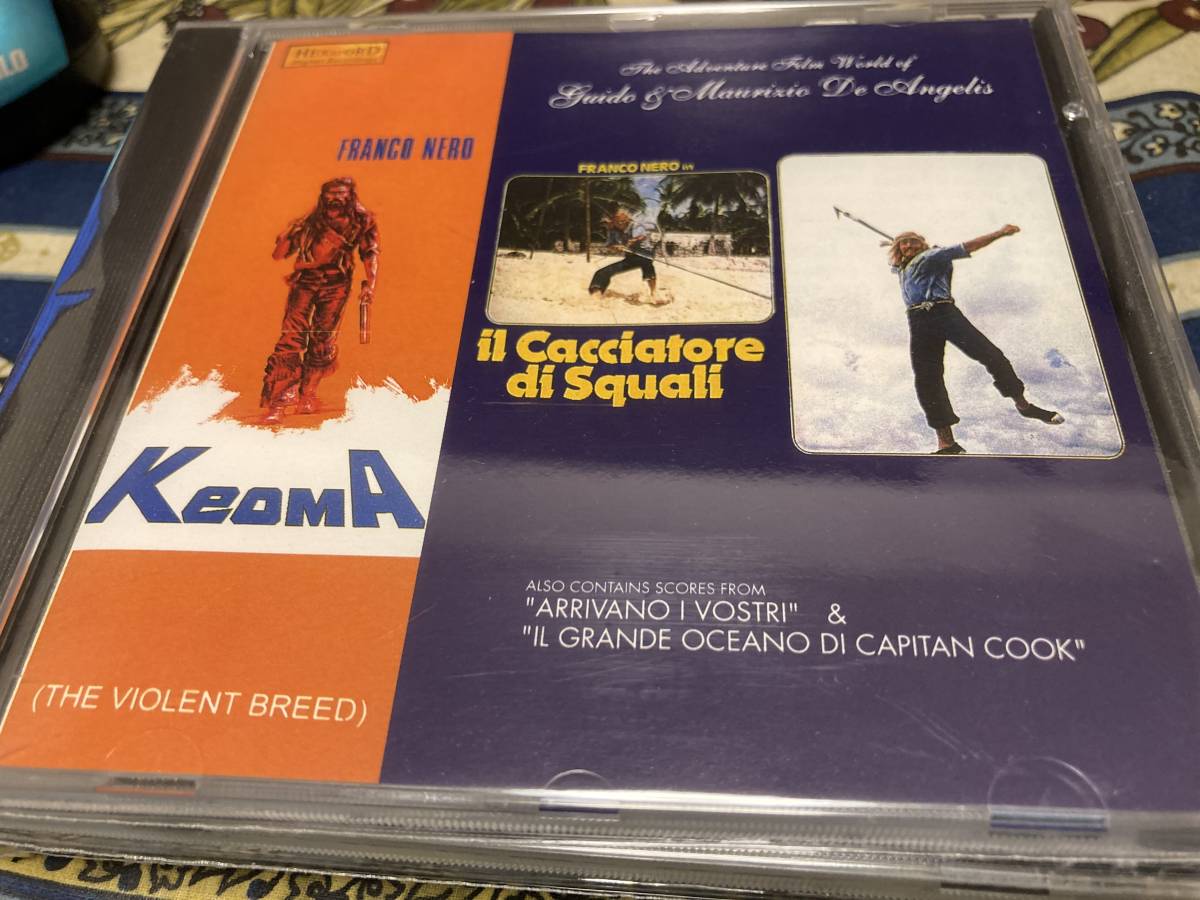 The Adventure Film World of
Guido & Maurizio De Angelis
FRANCO NERO
KEOMA
(THE VIOLENT BREED)
FRANCO NERO in
il Cacciatore
di Squali
ALSO CONTAINS SCORES FROM
"ARRIVANO I VOSTRI" &
"IL GRANDE OCEANO DI CAPITAN COOK"